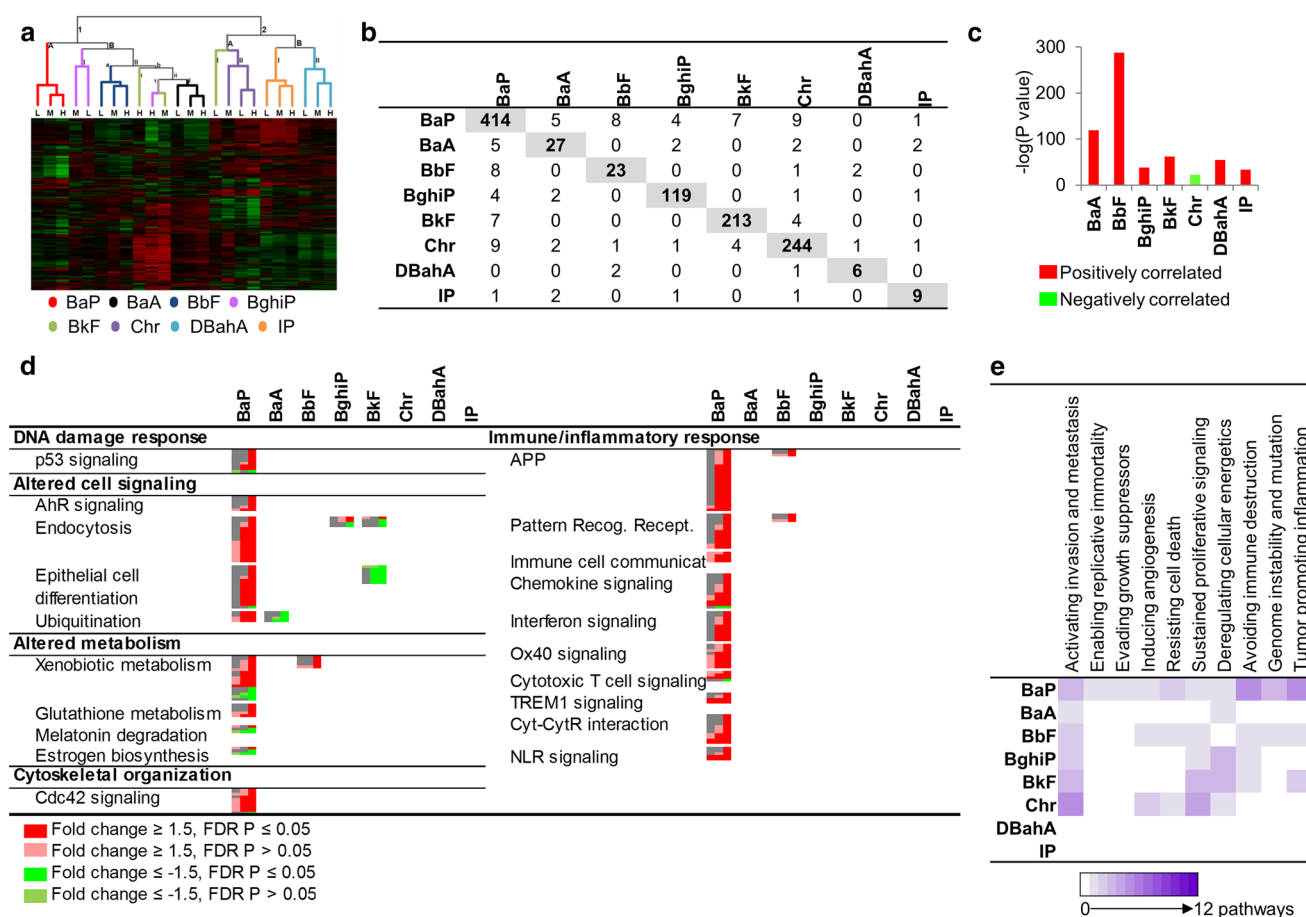 a
1 2
A B A B
I II I II I II
a b
i ii
1 2
L M H M L L M H L H M L M H L M L H L M H L M H
BaP BaA BbF BghiP
BkF Chr DBahA IP
b
BaP BaA BbF BghiP BkF Chr DBahA IP
BaP 414 5 8 4 7 9 0 1
BaA 5 27 0 2 0 2 0 2
BbF 8 0 23 0 0 1 2 0
BghiP 4 2 0 119 0 1 0 1
BkF 7 0 0 0 213 4 0 0
Chr 9 2 1 1 4 244 1 1
DBahA 0 0 2 0 0 1 6 0
IP 1 2 0 1 0 1 0 9
c
300
200
100
0
-log(P value)
BaA BbF BghiP BkF Chr DBahA IP
Positively correlated
Negatively correlated
d
BaP BaA BbF BghiP BkF Chr DBahA IP
DNA damage response
p53 signaling
Altered cell signaling
AhR signaling
Endocytosis
Epithelial cell
differentiation
Ubiquitination
Altered metabolism
Xenobiotic metabolism
Glutathione metabolism
Melatonin degradation
Estrogen biosynthesis
Cytoskeletal organization
Cdc42 signaling
BaP BaA BbF BghiP BkF Chr DBahA IP
Immune/inflammatory response
APP
Pattern Recog. Recept.
Immune cell communicat
Chemokine signaling
Interferon signaling
Ox40 signaling
Cytotoxic T cell signaling
TREM1 signaling
Cyt-CytR interaction
NLR signaling
Fold change ≥ 1.5, FDR P ≤ 0.05
Fold change ≥ 1.5, FDR P > 0.05
Fold change ≤ -1.5, FDR P ≤ 0.05
Fold change ≤ -1.5, FDR P > 0.05
e
Activating invasion and metastasis
Enabling replicative immortality
Evading growth suppressors
Inducing angiogenesis
Resisting cell death
Sustained proliferative signaling
Deregulating cellular energetics
Avoiding immune destruction
Genome instability and mutation
Tumor promoting inflammation
BaP
BaA
BbF
BghiP
BkF
Chr
DBahA
IP
0 12 pathways